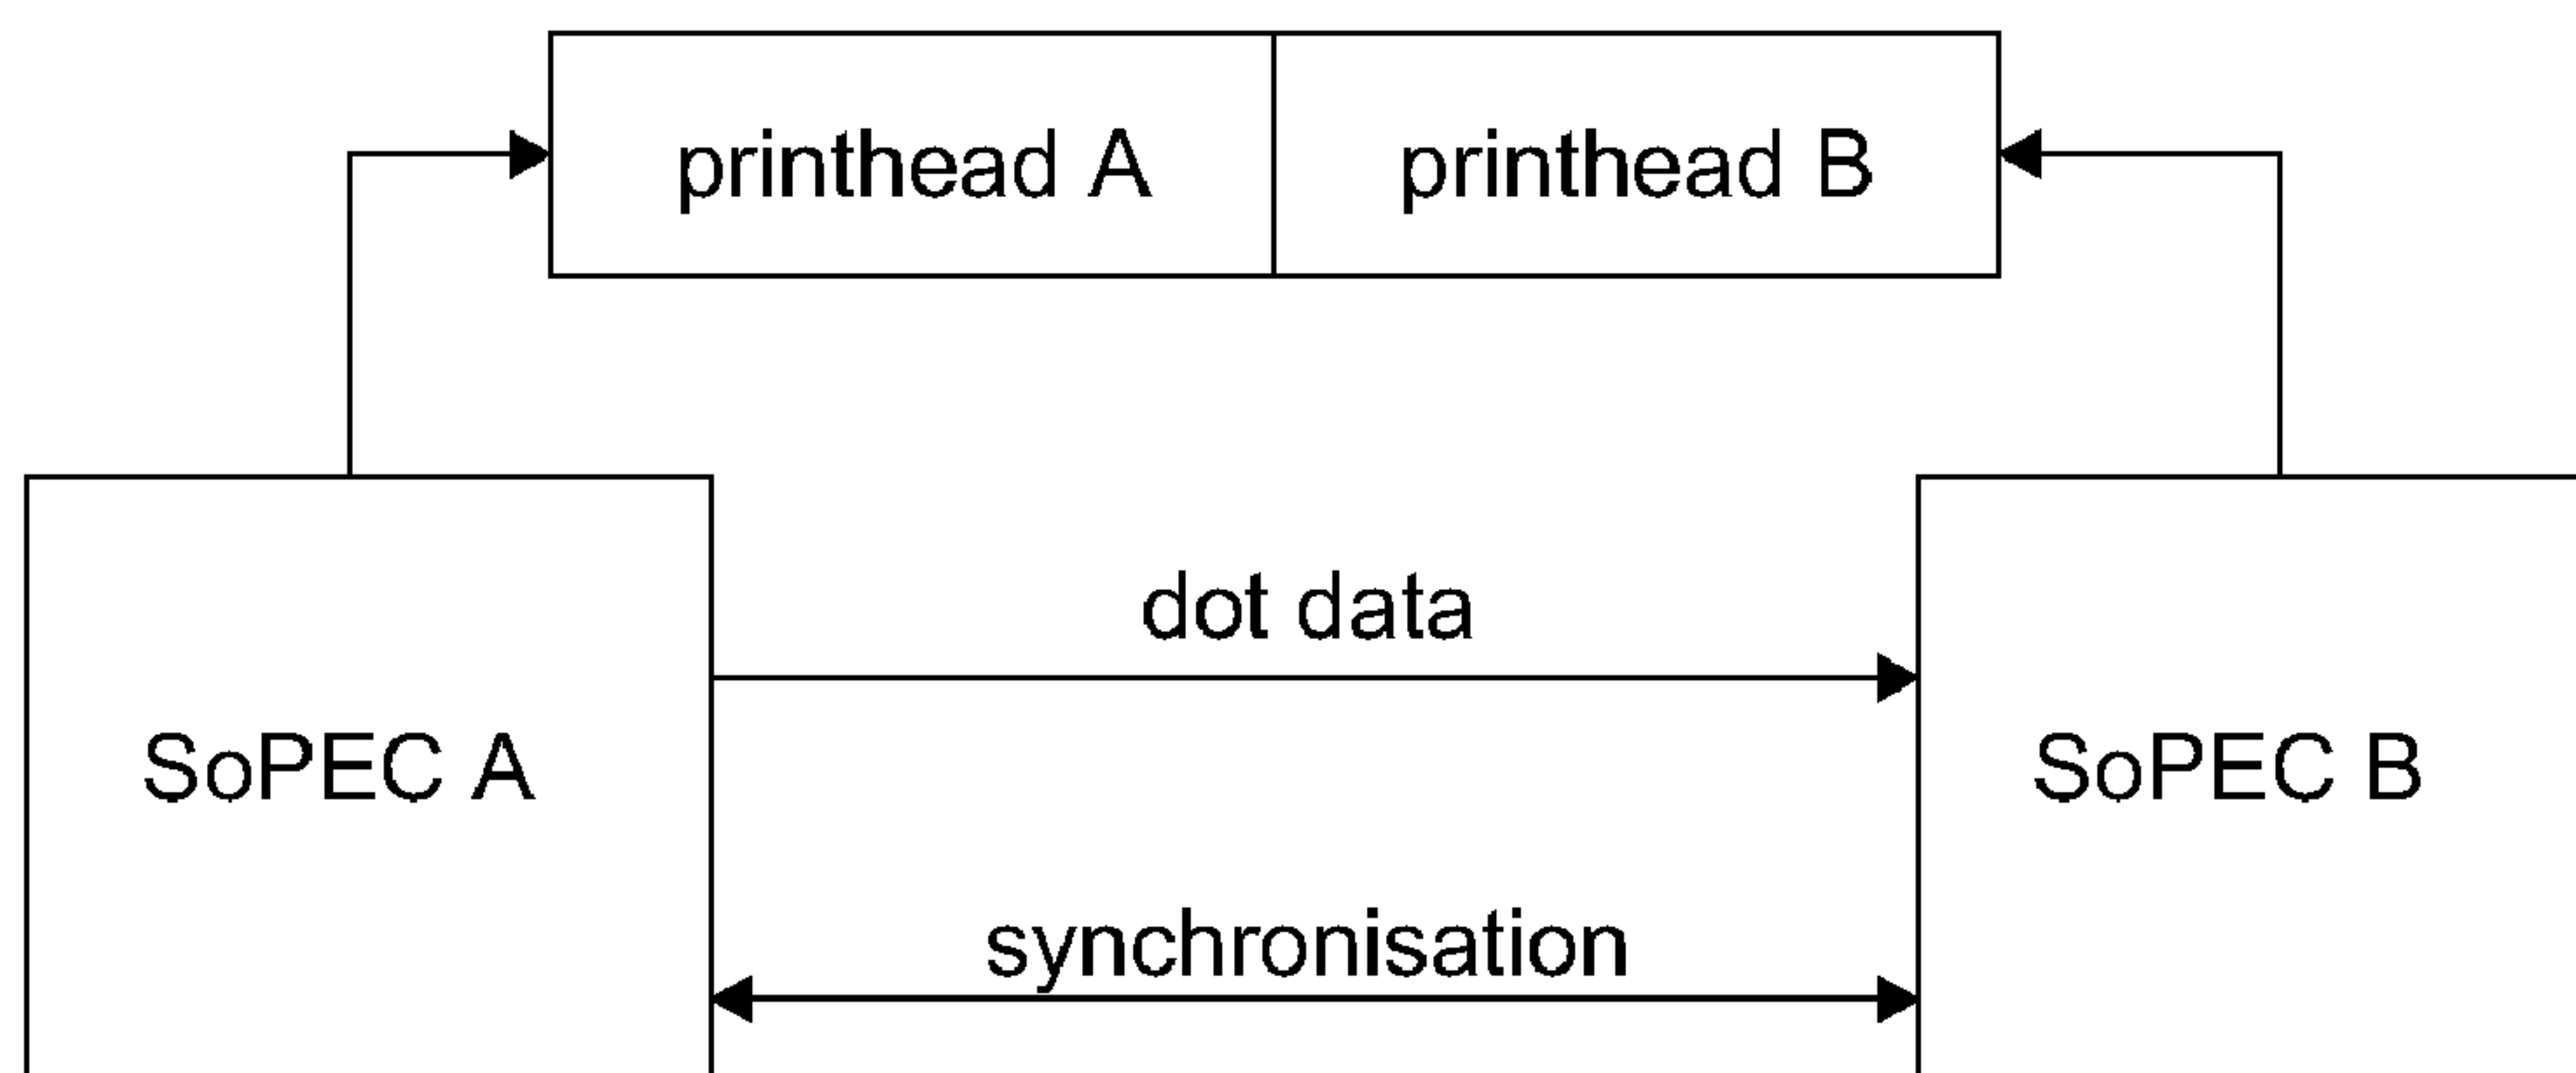 printhead A
printhead B
dot data
SoPEC A
SoPEC B
synchronisation